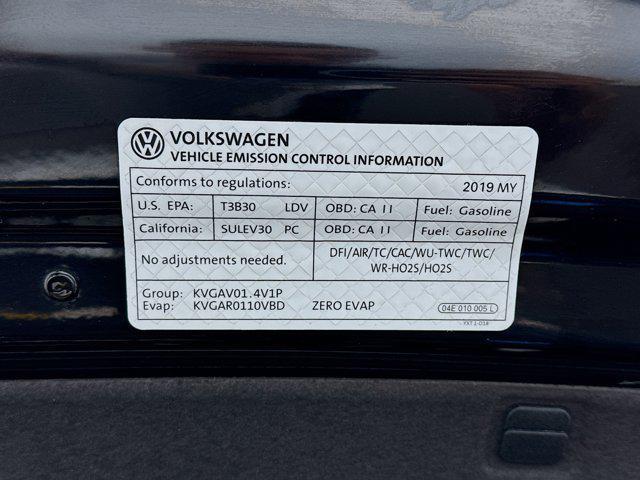 VOLKSWAGEN
VEHICLE EMISSION CONTROL INFORMATION
Conforms to regulations: 2019 MY
U.S. EPA: T3B30 LDV OBD: CA II Fuel: Gasoline
California: SULEV30 PC OBD: CA II Fuel: Gasoline
No adjustments needed. DFI/AIR/TC/CAC/WU-TWC/TWC/
WR-HO2S/HO2S
Group: KVGAV01.4V1P
Evap: KVGAR0110VBD ZERO EVAP 04E 010 005 L